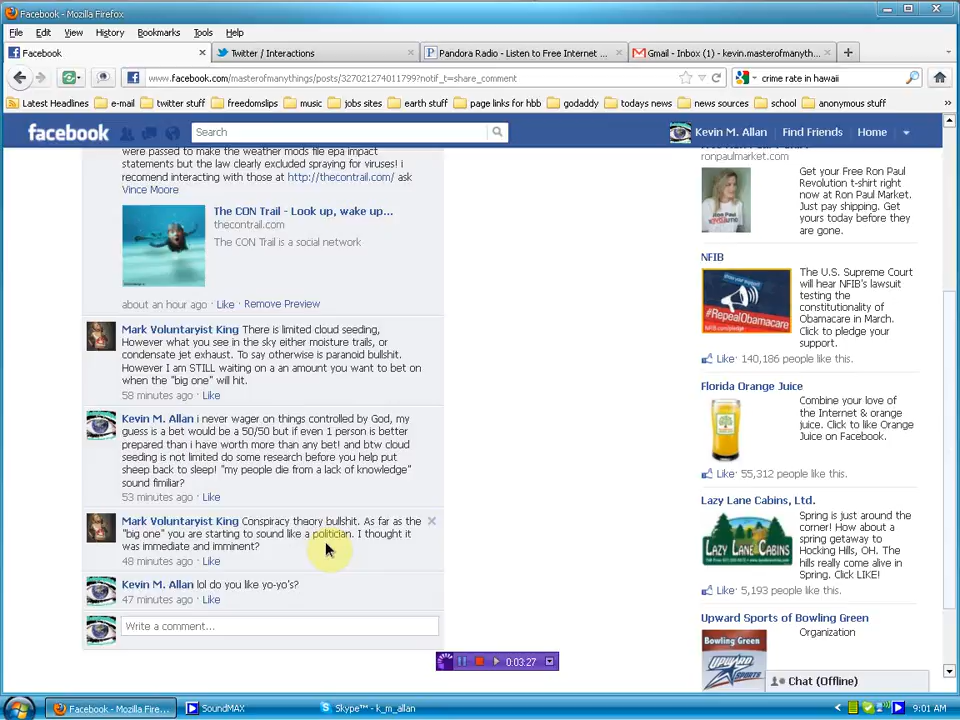 Facebook - Mozilla Firefox
File Edit View History Bookmarks Tools Help
Facebook
Twitter / Interactions
Pandora Radio - Listen to Free Internet ...
Gmail - Inbox (1) - kevin.masterofmanyth...
www.facebook.com/masterofmanythings/posts/327021274011799?notif_t=share_comment
crime rate in hawaii
Latest Headlines e-mail twitter stuff freedomslips music jobs sites earth stuff page links for hbb godaddy todays news news sources school anonymous stuff »
facebook
Search
Kevin M. Allan Find Friends Home
were passed to make the weather mods file epa impact
statements but the law clearly excluded spraying for viruses! i
recomend interacting with those at http://thecontrail.com/ ask
Vince Moore
The CON Trail - Look up, wake up...
thecontrail.com
The CON Trail is a social network
about an hour ago · Like · Remove Preview
Mark Voluntaryist King There is limited cloud seeding,
However what you see in the sky either moisture trails, or
condensate jet exhaust. To say otherwise is paranoid bullshit.
However I am STILL waiting on a an amount you want to bet on
when the "big one" will hit.
58 minutes ago · Like
Kevin M. Allan i never wager on things controlled by God, my
guess is a bet would be a 50/50 but if even 1 person is better
prepared than i have worth more than any bet! and btw cloud
seeding is not limited do some research before you help put
sheep back to sleep! "my people die from a lack of knowledge"
sound fimiliar?
53 minutes ago · Like
Mark Voluntaryist King Conspiracy theory bullshit. As far as the
"big one" you are starting to sound like a politician. I thought it
was immediate and imminent?
48 minutes ago · Like
Kevin M. Allan lol do you like yo-yo's?
47 minutes ago · Like
Write a comment...
0:03:27
ronpaulmarket.com
Get your Free Ron Paul
Revolution t-shirt right
now at Ron Paul Market.
Just pay shipping. Get
yours today before they
are gone.
NFIB
The U.S. Supreme Court
will hear NFIB's lawsuit
testing the
constitutionality of
Obamacare in March.
Click to pledge your
support.
#RepealObamacare
Like · 140,186 people like this.
Florida Orange Juice
Combine your love of
the Internet & orange
juice. Click to like Orange
Juice on Facebook.
Like · 55,312 people like this.
Lazy Lane Cabins, Ltd.
Spring is just around the
corner! How about a
spring getaway to
Hocking Hills, OH. The
hills really come alive in
Spring. Click LIKE!
LAZY LANE
CABINS
Like · 5,193 people like this.
Upward Sports of Bowling Green
Organization
Bowling Green
UPWARD
SPORTS
Chat (Offline)
Facebook - Mozilla Fire...
SoundMAX
Skype™ - k_m_allan
9:01 AM